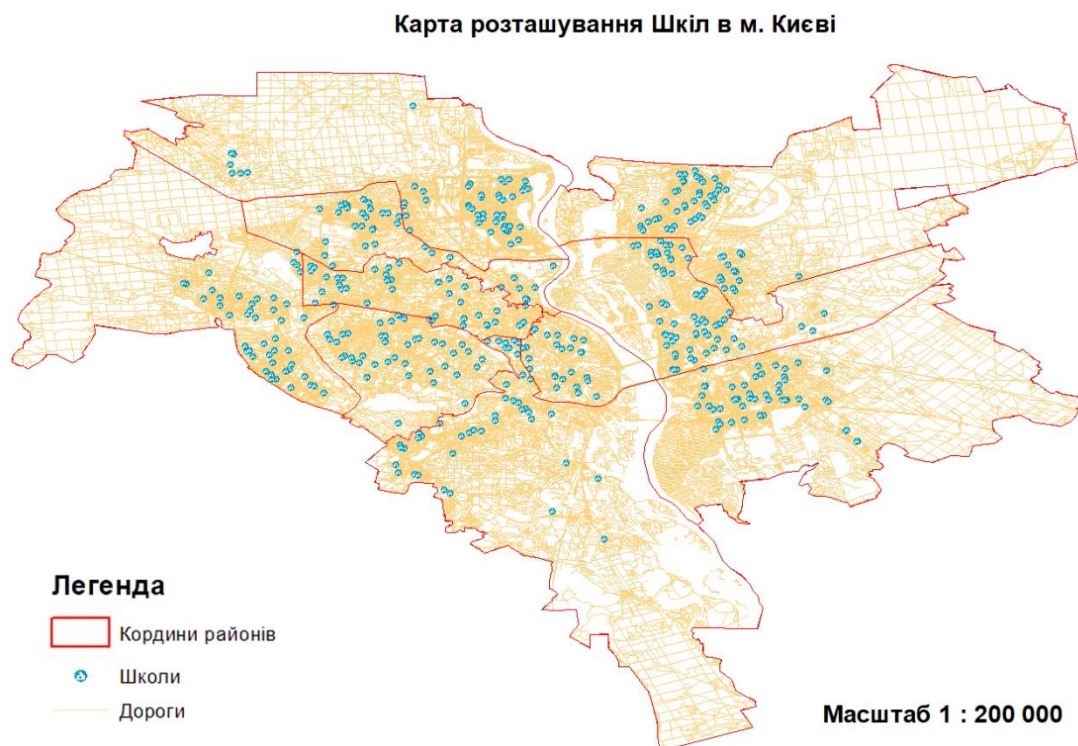 Карта розташування Шкіл в м. Києві
Легенда
Кордини районів
Школи
Дороги
Масштаб 1 : 200 000